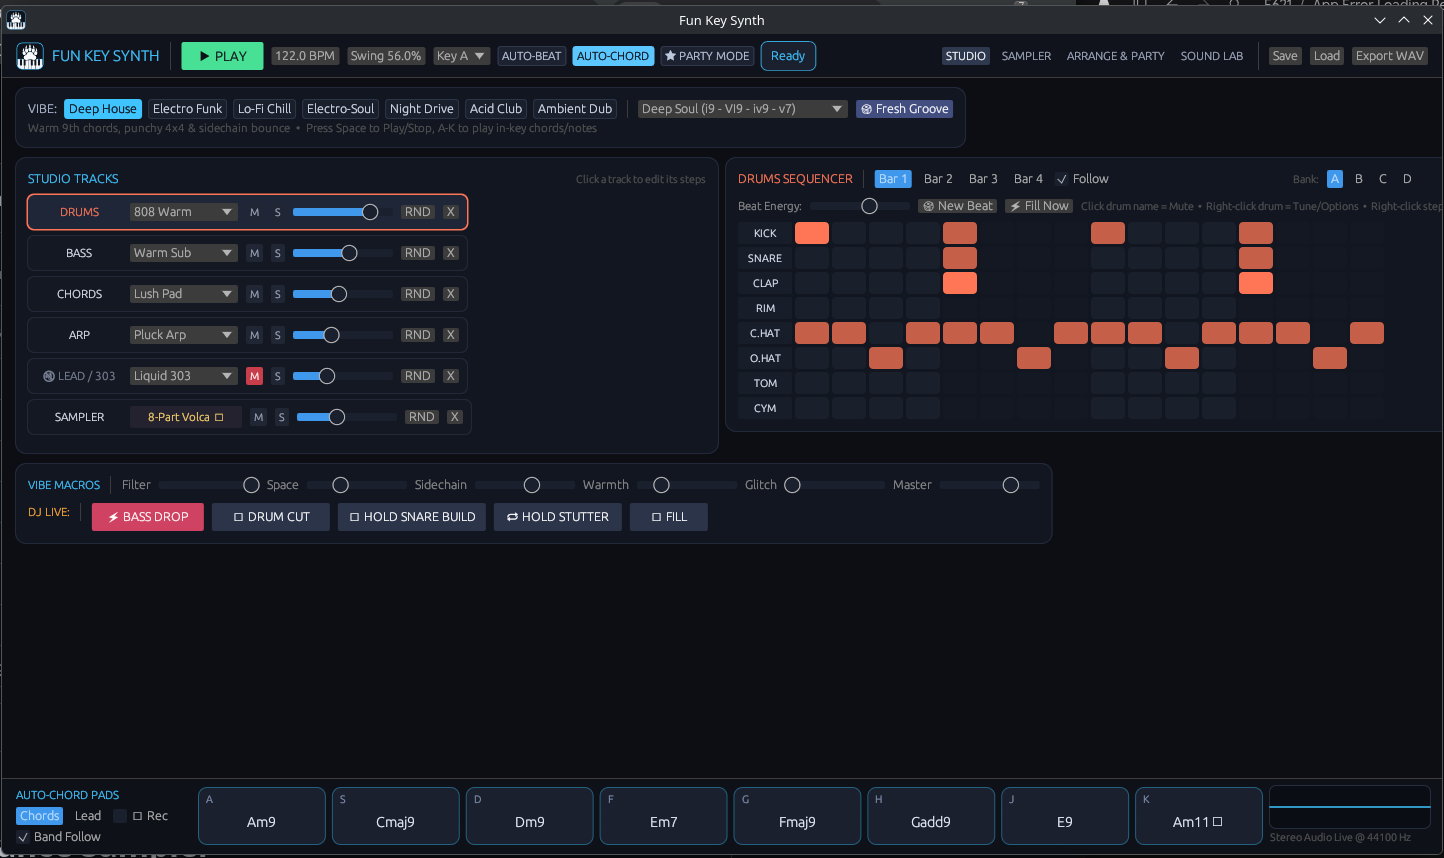 Fun Key Synth
FUN KEY SYNTH ▶ PLAY 122.0 BPM Swing 56.0% Key A AUTO-BEAT AUTO-CHORD ★ PARTY MODE Ready STUDIO SAMPLER ARRANGE & PARTY SOUND LAB Save Load Export WAV
VIBE: Deep House Electro Funk Lo-Fi Chill Electro-Soul Night Drive Acid Club Ambient Dub Deep Soul (i9 - VI9 - iv9 - v7) Fresh Groove
Warm 9th chords, punchy 4x4 & sidechain bounce • Press Space to Play/Stop, A-K to play in-key chords/notes
STUDIO TRACKS Click a track to edit its steps
DRUMS 808 Warm M S RND X
BASS Warm Sub M S RND X
CHORDS Lush Pad M S RND X
ARP Pluck Arp M S RND X
LEAD / 303 Liquid 303 M S RND X
SAMPLER 8-Part Volca M S RND X
DRUMS SEQUENCER Bar 1 Bar 2 Bar 3 Bar 4 ✓ Follow Bank: A B C D
Beat Energy: New Beat ⚡ Fill Now Click drum name = Mute • Right-click drum = Tune/Options • Right-click step
KICK
SNARE
CLAP
RIM
C.HAT
O.HAT
TOM
CYM
VIBE MACROS Filter Space Sidechain Warmth Glitch Master
DJ LIVE: ⚡ BASS DROP DRUM CUT HOLD SNARE BUILD HOLD STUTTER FILL
AUTO-CHORD PADS
Chords Lead Rec
✓ Band Follow
A Am9
S Cmaj9
D Dm9
F Em7
G Fmaj9
H Gadd9
J E9
K Am11
Stereo Audio Live @ 44100 Hz